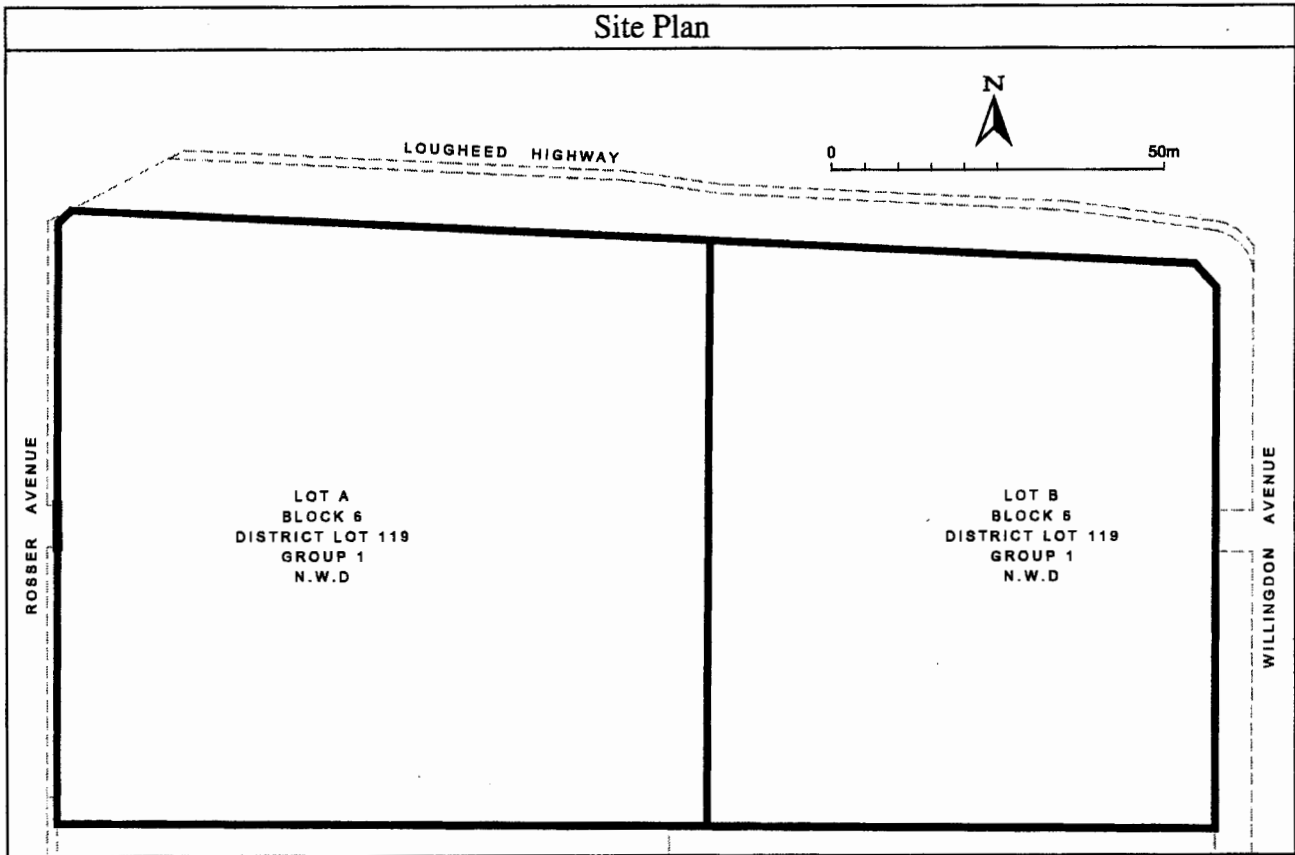 Site Plan
N
LOUGHEED HIGHWAY
0 50m
ROSSER AVENUE
LOT A
BLOCK 6
DISTRICT LOT 119
GROUP 1
N.W.D
LOT B
BLOCK 6
DISTRICT LOT 119
GROUP 1
N.W.D
WILLINGDON AVENUE